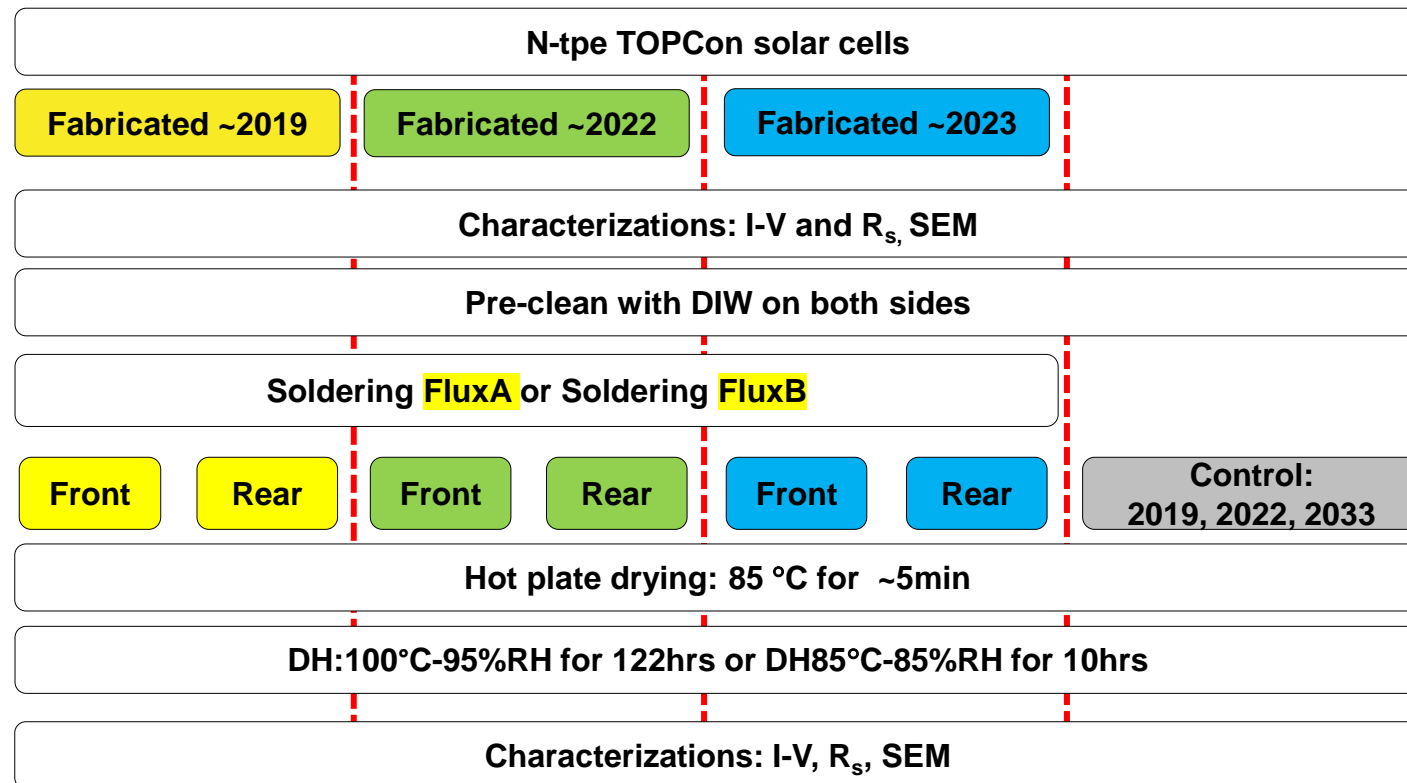 N-tpe TOPCon solar cells
Fabricated ~2019
Fabricated ~2022
Fabricated ~2023
Characterizations: I-V and Rs, SEM
Pre-clean with DIW on both sides
Soldering FluxA or Soldering FluxB
Front
Rear
Front
Rear
Front
Rear
Control:
2019, 2022, 2033
Hot plate drying: 85 °C for ~5min
DH:100°C-95%RH for 122hrs or DH85°C-85%RH for 10hrs
Characterizations: I-V, Rs, SEM